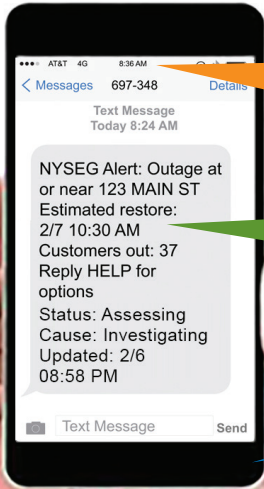 AT&T 4G 8:36 AM
Messages 697-348 Details
Text Message
Today 8:24 AM
NYSEG Alert: Outage at
or near 123 MAIN ST
Estimated restore:
2/7 10:30 AM
Customers out: 37
Reply HELP for
options
Status: Assessing
Cause: Investigating
Updated: 2/6
08:58 PM
Text Message Send